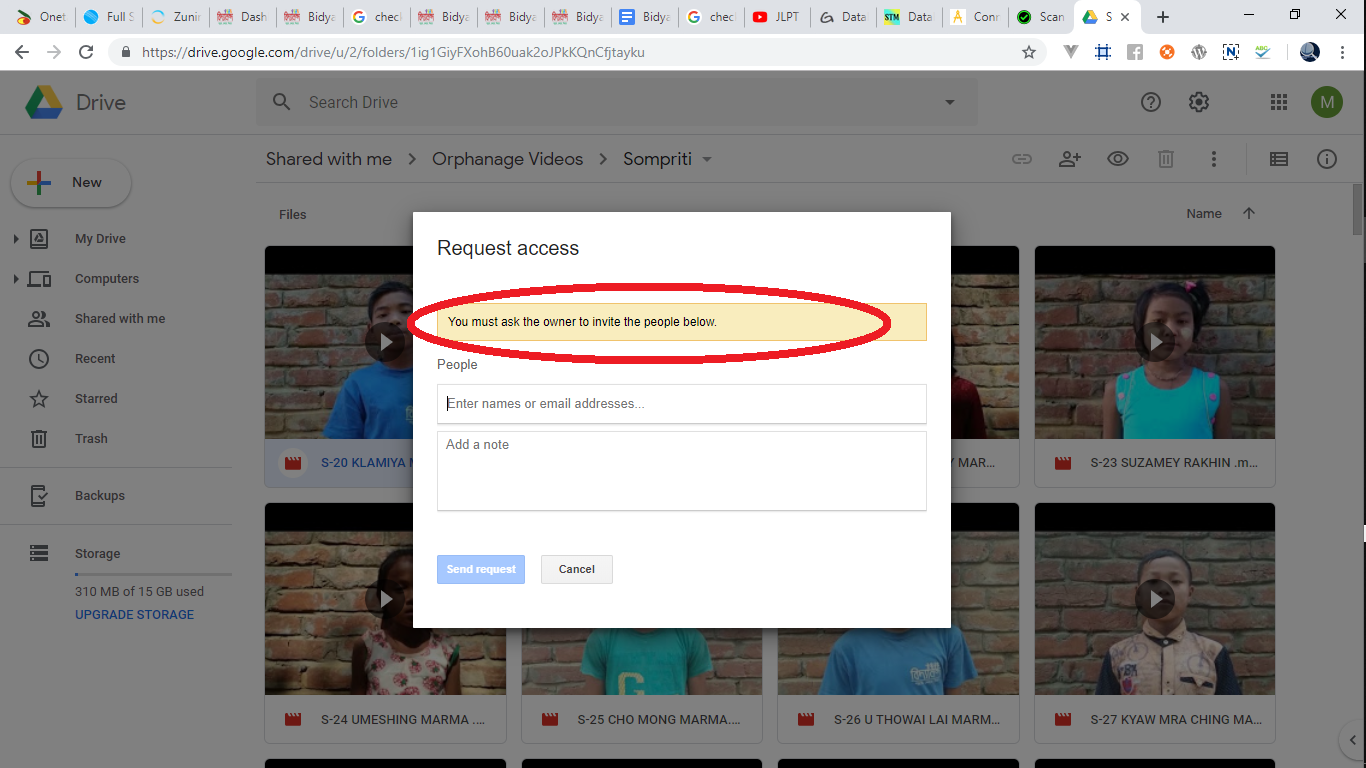 Onet
Full S
Zunir
Dash
Bidya
G chec
Bidya
Bidya
Bidya
Bidya
G chec
JLPT
Data
STM Data
A Conn
Scan
S
https://drive.google.com/drive/u/2/folders/1ig1GiyFXohB60uak2oJPkKQnCfjtayku
ABC
Drive
Search Drive
M
New
Shared with me > Orphanage Videos > Sompriti
Files
Name
My Drive
Computers
Shared with me
Recent
Starred
Trash
Backups
Storage
310 MB of 15 GB used
UPGRADE STORAGE
Request access
You must ask the owner to invite the people below.
People
Enter names or email addresses...
Add a note
Send request
Cancel
S-20 KLAMIYA M
Y MAR...
S-23 SUZAMEY RAKHIN .m...
S-24 UMESHING MARMA ....
S-25 CHO MONG MARMA....
S-26 U THOWAI LAI MARM...
S-27 KYAW MRA CHING MA...